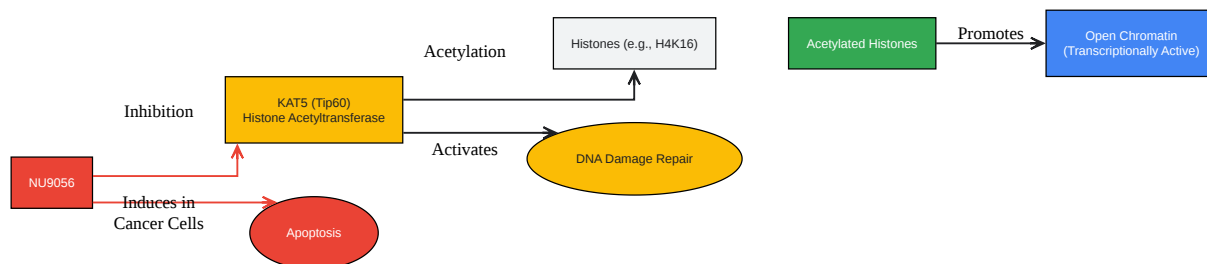 NU9056
Inhibition
Induces in
Cancer Cells
Apoptosis
KAT5 (Tip60)
Histone Acetyltransferase
Acetylation
Activates
Histones (e.g., H4K16)
DNA Damage Repair
Acetylated Histones
Promotes
Open Chromatin
(Transcriptionally Active)